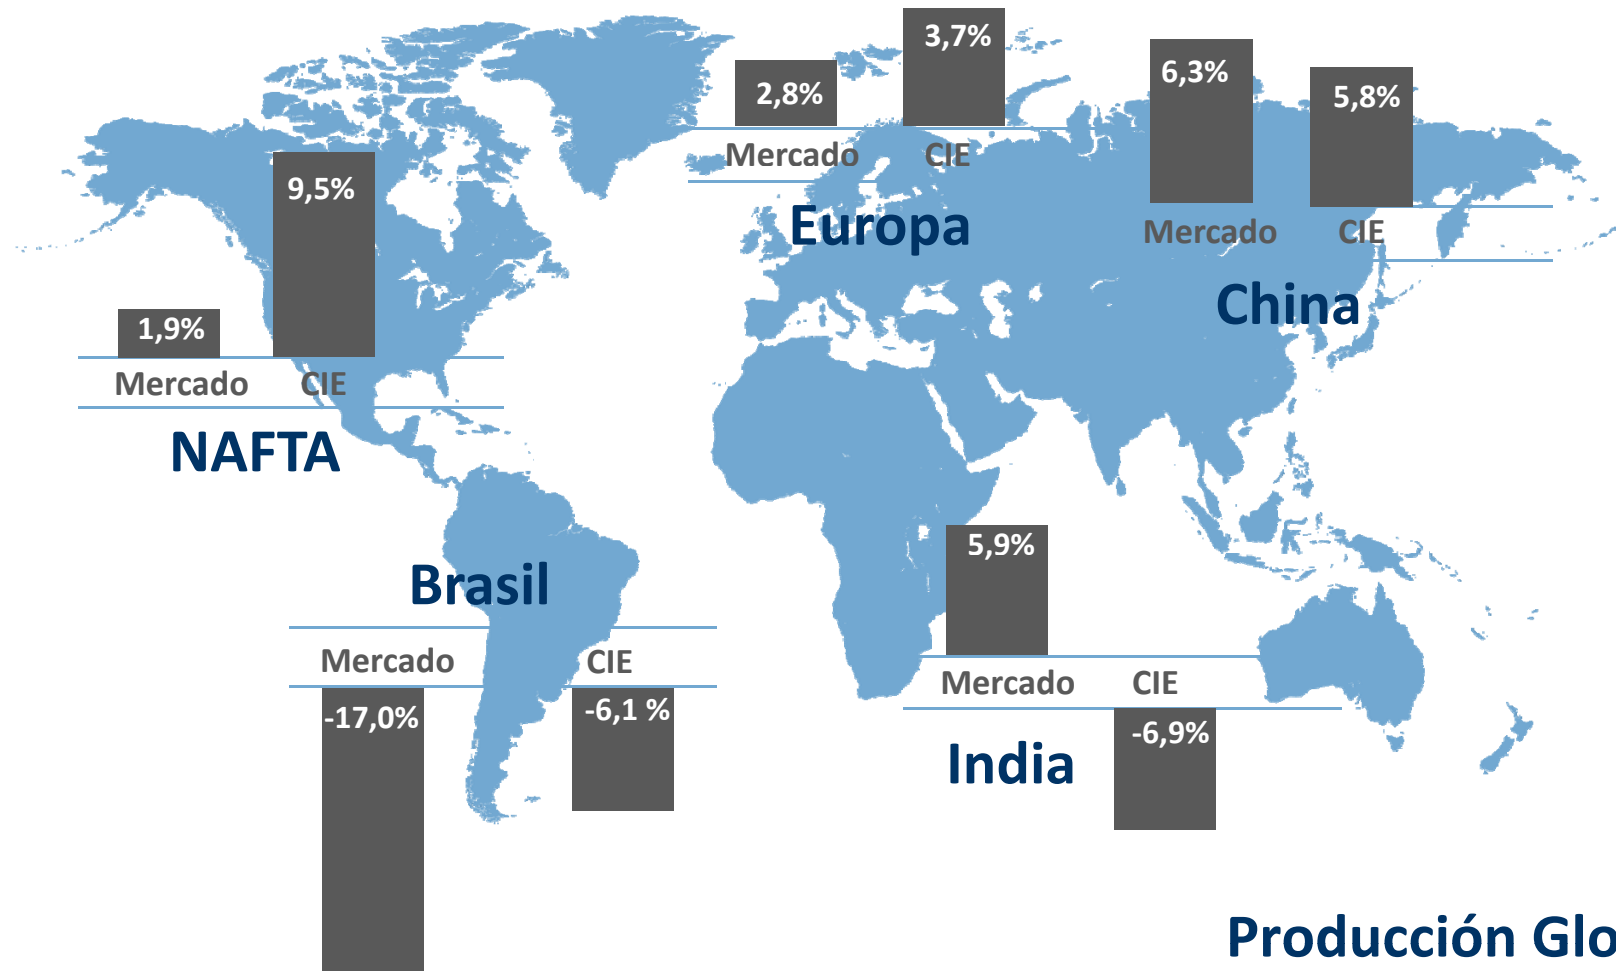 3,7%
2,8%
Mercado CIE
Europa
6,3%
5,8%
Mercado CIE
China
9,5%
1,9%
Mercado CIE
NAFTA
Brasil
Mercado CIE
-17,0%
-6,1 %
5,9%
Mercado CIE
-6,9%
India
Producción Glo